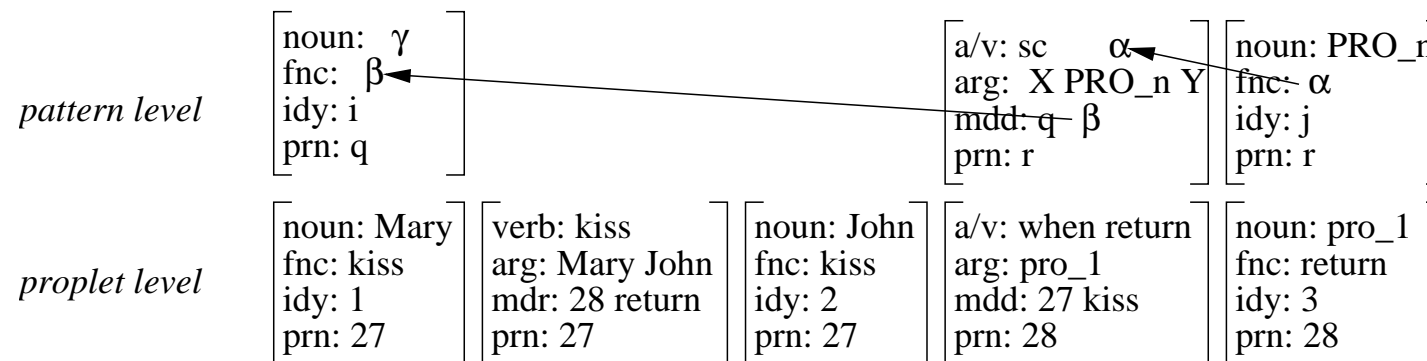 pattern level
noun: γ
fnc: β
idy: i
prn: q
a/v: sc α
arg: X PRO_n Y
mdd: q β
prn: r
noun: PRO_n
fnc: α
idy: j
prn: r
proplet level
noun: Mary
fnc: kiss
idy: 1
prn: 27
verb: kiss
arg: Mary John
mdr: 28 return
prn: 27
noun: John
fnc: kiss
idy: 2
prn: 27
a/v: when return
arg: pro_1
mdd: 27 kiss
prn: 28
noun: pro_1
fnc: return
idy: 3
prn: 28